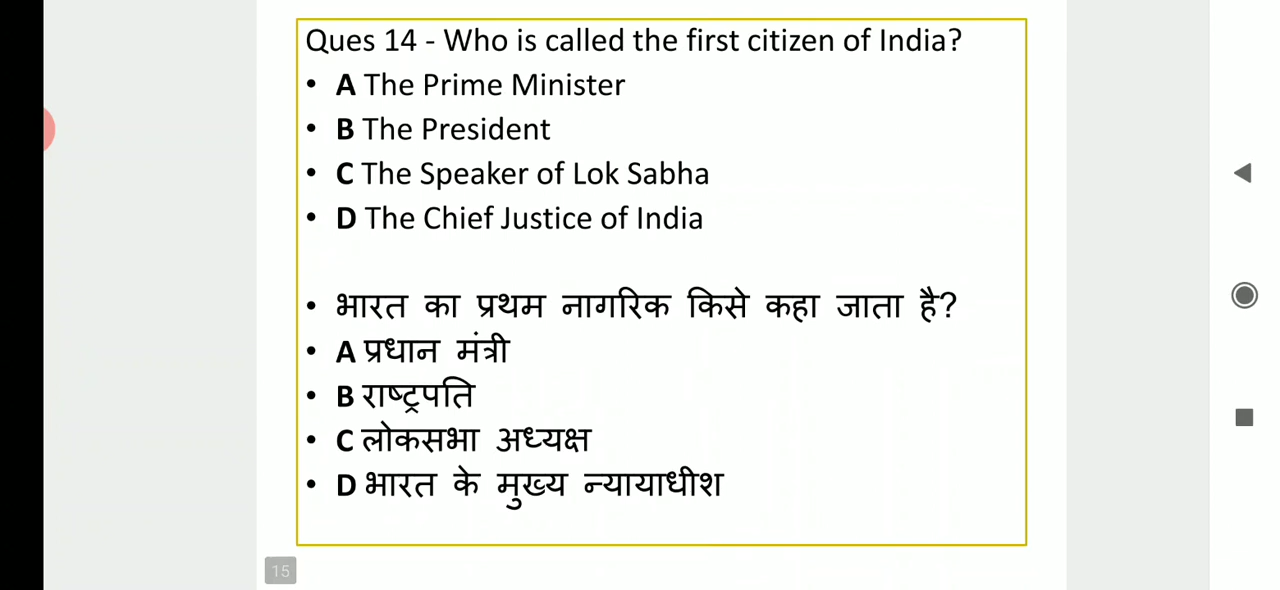 Ques 14 - Who is called the first citizen of India?
• A The Prime Minister
• B The President
• C The Speaker of Lok Sabha
• D The Chief Justice of India
• भारत का प्रथम नागरिक किसे कहा जाता है?
• A प्रधान मंत्री
• B राष्ट्रपति
• C लोकसभा अध्यक्ष
• D भारत के मुख्य न्यायाधीश
15